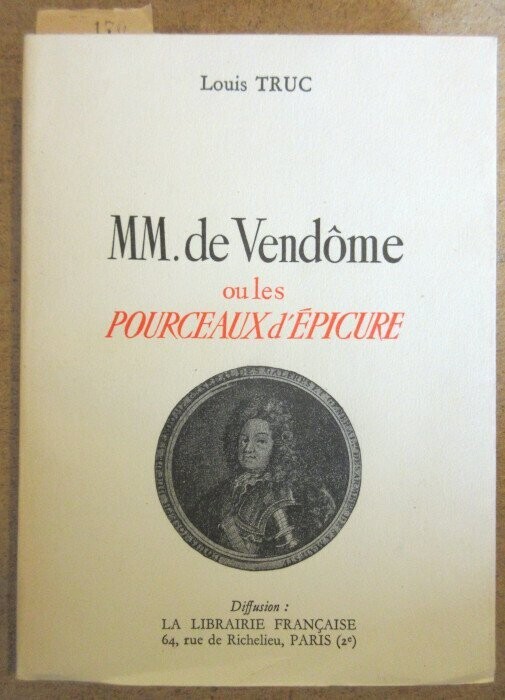 Louis TRUC
MM. de Vendôme
ou les
POURCEAUX d'ÉPICURE
Diffusion :
LA LIBRAIRIE FRANÇAISE
64, rue de Richelieu, PARIS (2e)